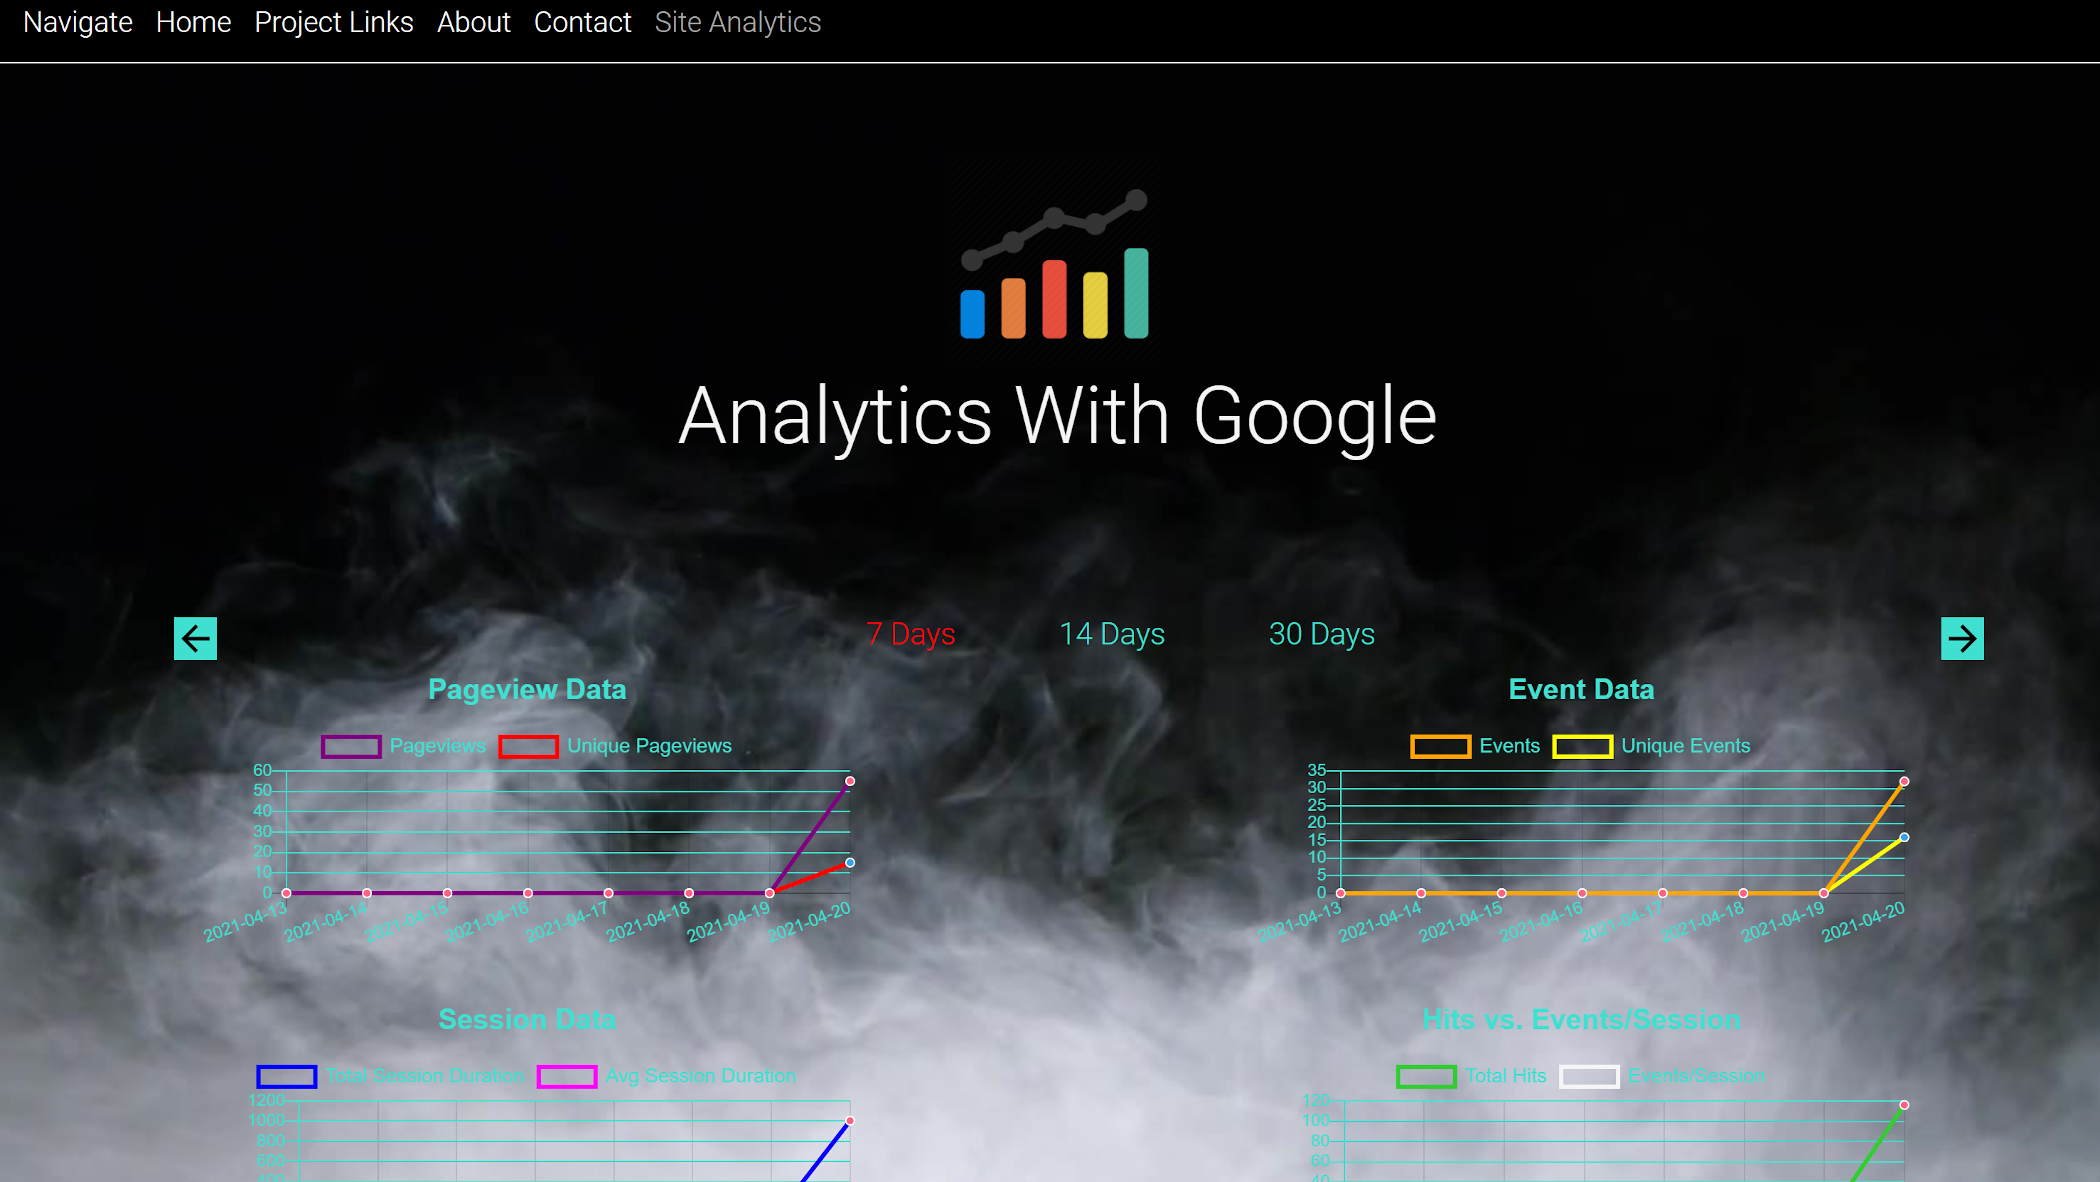 Navigate Home Project Links About Contact Site Analytics
Analytics With Google
7 Days 14 Days 30 Days
Pageview Data
Pageviews Unique Pageviews
60
50
40
30
20
10
0
2021-04-13 2021-04-14 2021-04-15 2021-04-16 2021-04-17 2021-04-18 2021-04-19 2021-04-20
Event Data
Events Unique Events
35
30
25
20
15
10
5
0
2021-04-13 2021-04-14 2021-04-15 2021-04-16 2021-04-17 2021-04-18 2021-04-19 2021-04-20
Session Data
Total Session Duration Avg Session Duration
1200
1000
800
600
400
Hits vs. Events/Session
Total Hits Events/Session
120
100
80
60
40